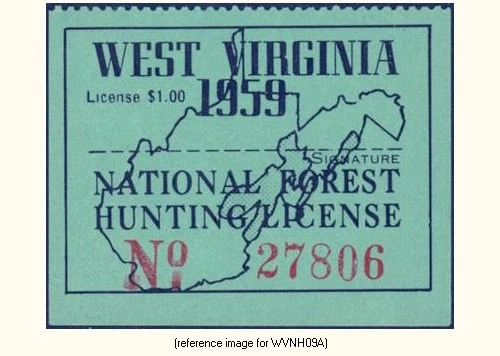 WEST VIRGINIA
License $1.00 1959
SIGNATURE
NATIONAL FOREST
HUNTING LICENSE
No 27806
(reference image for WVNH09A)